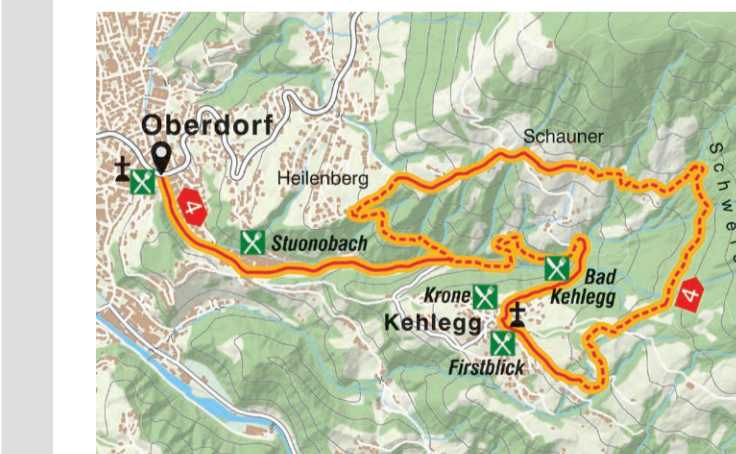 Oberdorf
Schauner
Heilenberg
4
Stuonobach
Bad
Kehlegg
4
Krone
Kehlegg
Firstblick